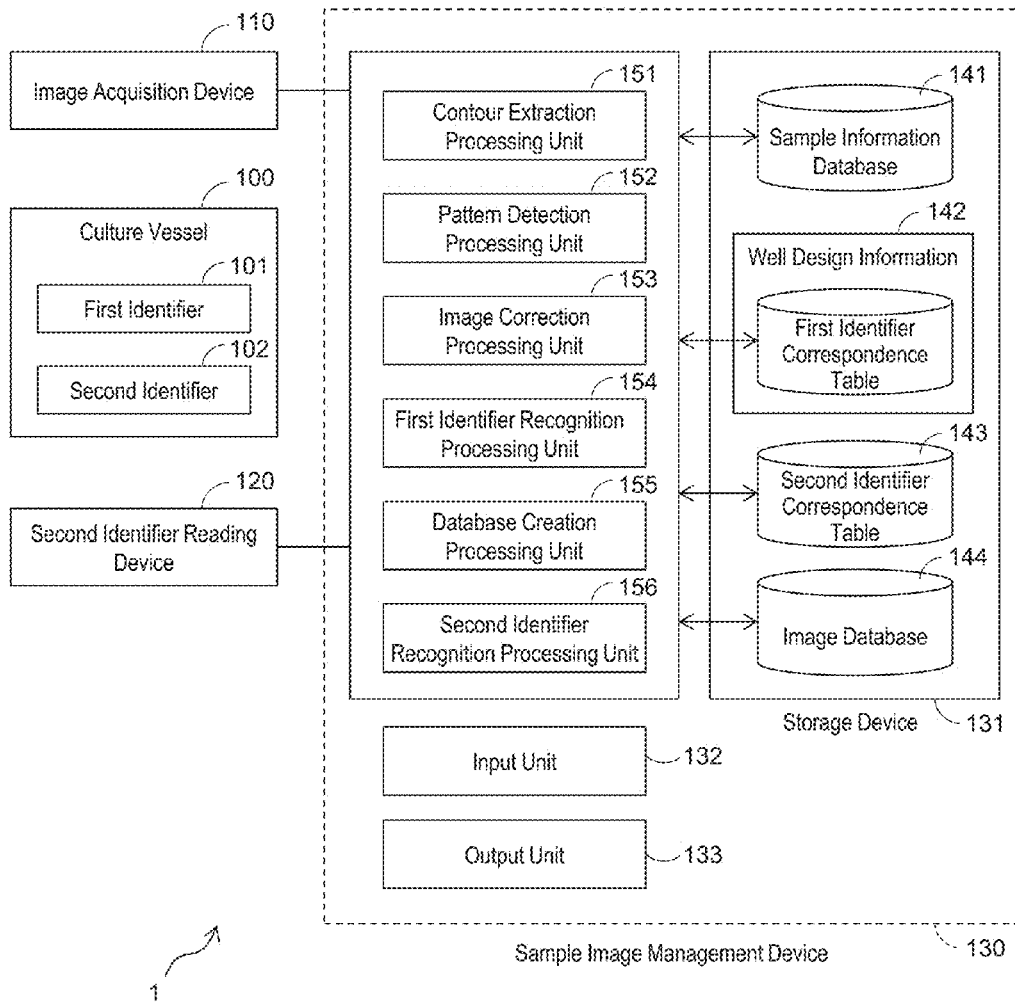 110
Image Acquisition Device
100
Culture Vessel
101
First Identifier
102
Second Identifier
120
Second Identifier Reading
Device
151
Contour Extraction
Processing Unit
152
Pattern Detection
Processing Unit
153
Image Correction
Processing Unit
154
First Identifier Recognition
Processing Unit
155
Database Creation
Processing Unit
156
Second Identifier
Recognition Processing Unit
141
Sample Information
Database
142
Well Design Information
First Identifier
Correspondence
Table
143
Second Identifier
Correspondence
Table
144
Image Database
Storage Device
131
Input Unit
132
Output Unit
133
Sample Image Management Device
130
1